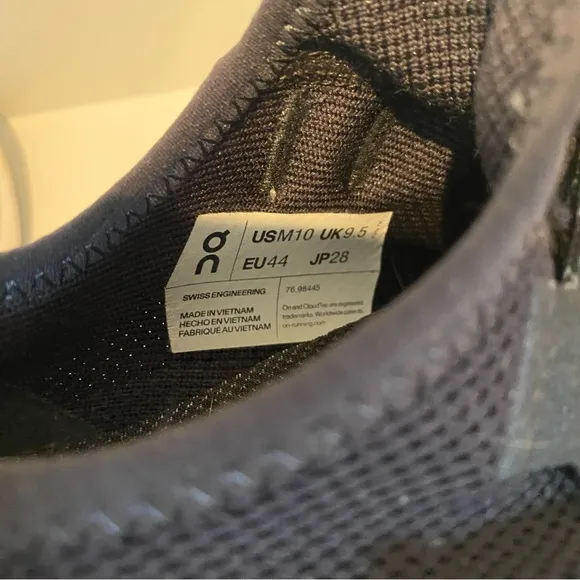 on
USM10 UK9.5
EU44 JP28
SWISS ENGINEERING
MADE IN VIETNAM
HECHO EN VIETNAM
FABRIQUÉ AU VIETNAM
76.98445
On and CloudTec are registered
trademarks. Worldwide patents.
on-running.com